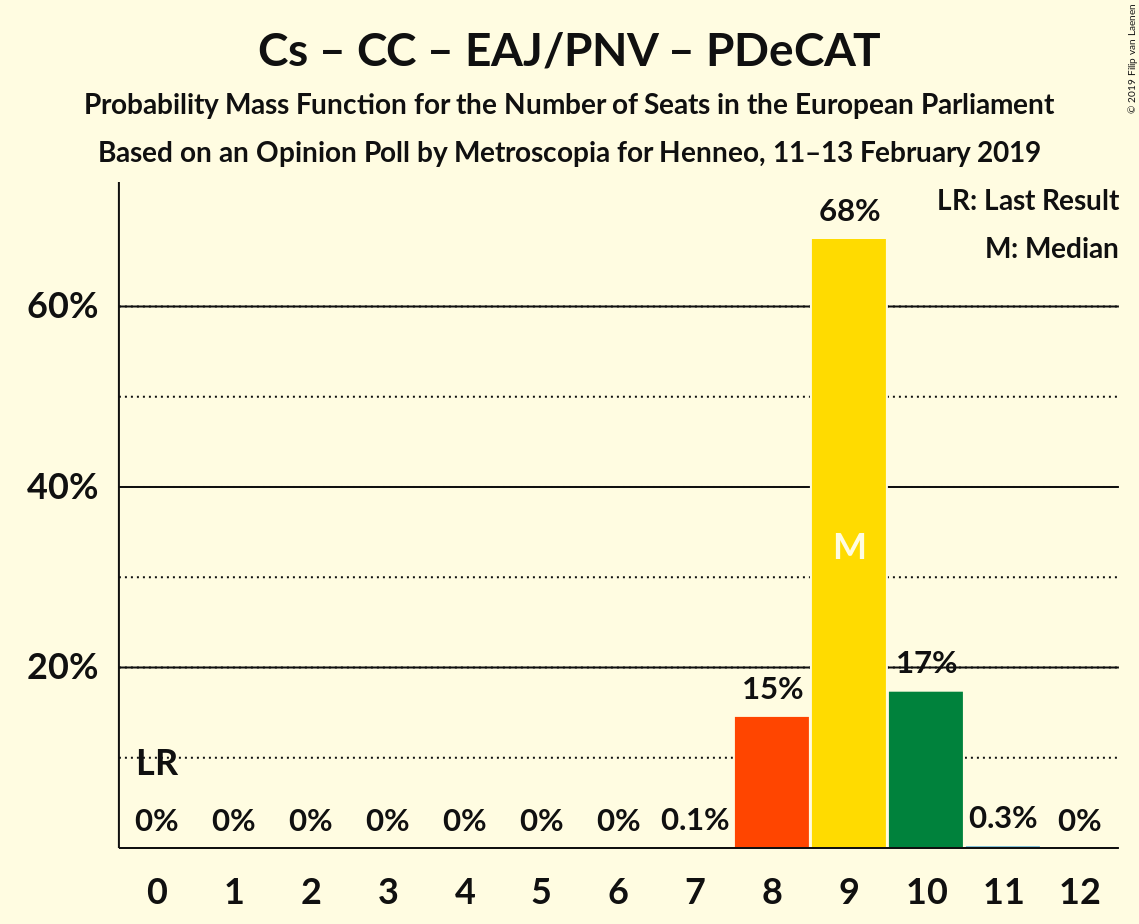 Cs – CC – EAJ/PNV – PDeCAT
Probability Mass Function for the Number of Seats in the European Parliament
Based on an Opinion Poll by Metroscopia for Henneo, 11–13 February 2019
© 2019 Filip van Laenen
LR: Last Result
M: Median
68%
60%
M
40%
20%
17%
15%
LR
0% 0% 0% 0% 0% 0% 0% 0.1% 0.3% 0%
0 1 2 3 4 5 6 7 8 9 10 11 12